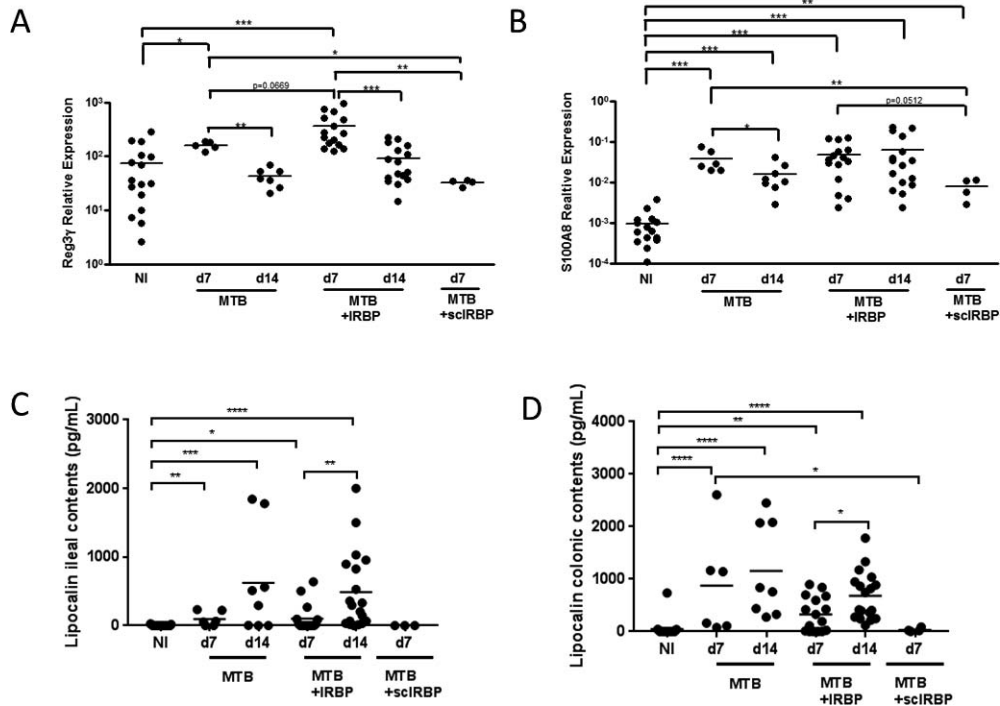 A
***
*
*
**
p=0.0669
***
**
Reg3γ Relative Expression
10³
10²
10¹
10⁰
NI
d7
d14
d7
d14
d7
MTB
MTB
+IRBP
MTB
+scIRBP
B
**
***
***
***
***
**
p=0.0512
*
S100A8 Realtive Expression
10⁰
10⁻¹
10⁻²
10⁻³
10⁻⁴
NI
d7
d14
d7
d14
d7
MTB
MTB
+IRBP
MTB
+scIRBP
C
****
*
***
**
**
Lipocalin ileal contents (pg/mL)
3000
2000
1000
0
NI
d7
d14
d7
d14
d7
MTB
MTB
+IRBP
MTB
+scIRBP
D
****
**
****
****
*
*
Lipocalin colonic contents (pg/mL)
4000
3000
2000
1000
0
NI
d7
d14
d7
d14
d7
MTB
MTB
+IRBP
MTB
+scIRBP